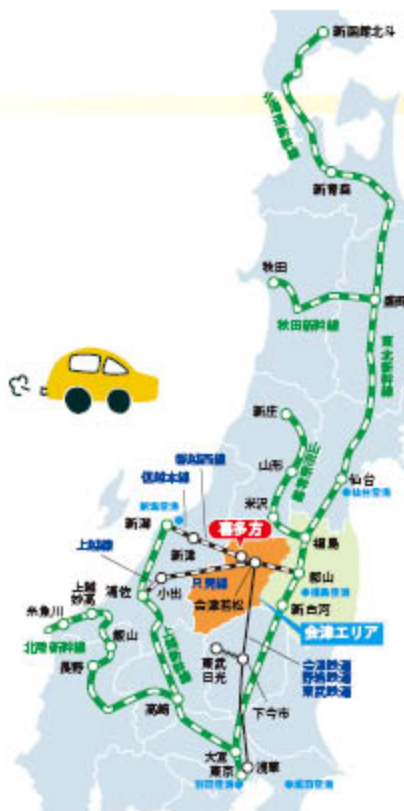 新函館北斗
北海道新幹線
新青森
秋田
盛岡
秋田新幹線
東北新幹線
新庄
山形
山形新幹線
仙台
仙台空港
米沢
磐越西線
信越本線
新潟空港
新潟
喜多方
福島
新津
上越線
郡山
只見線
福島空港
小出
会津若松
浦佐
新白河
上越
妙高
糸魚川
会津エリア
飯山
北陸新幹線
上越新幹線
東武
日光
会津鉄道
野岩鉄道
東武鉄道
長野
下今市
高崎
大宮
東京
浅草
羽田空港
成田空港